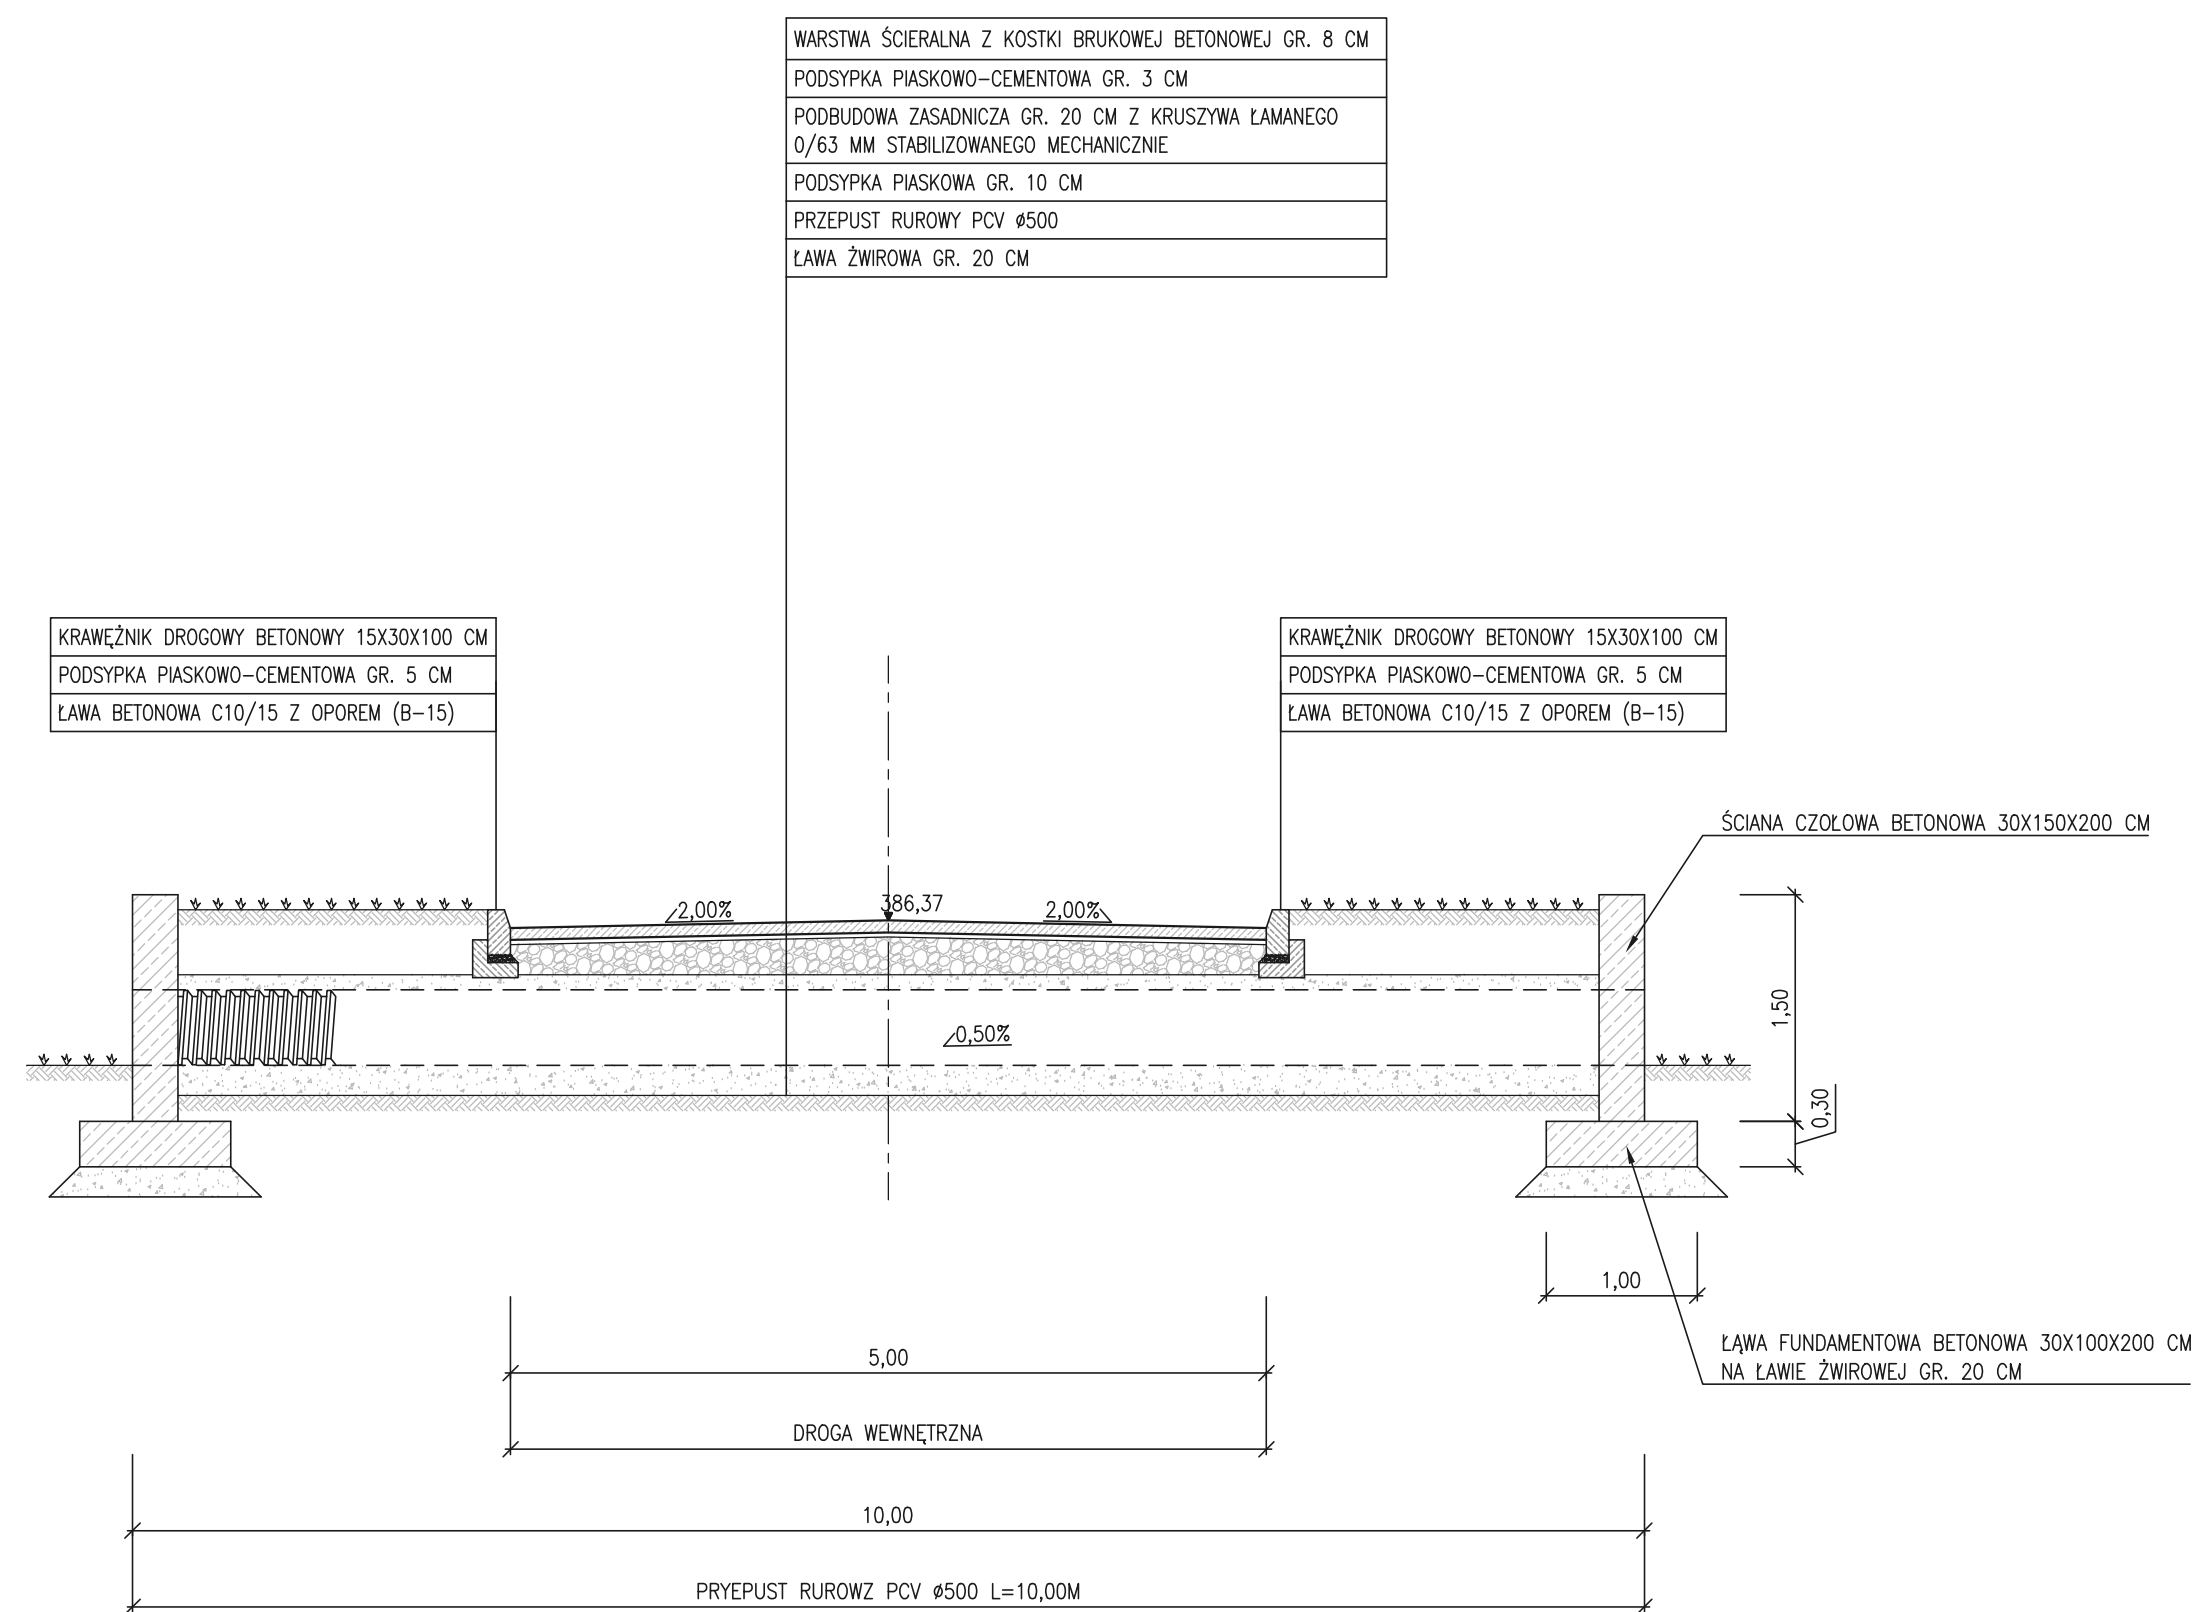 WARSTWA ŚCIERALNA Z KOSTKI BRUKOWEJ BETONOWEJ GR. 8 CM
PODSYPKA PIASKOWO-CEMENTOWA GR. 3 CM
PODBUDOWA ZASADNICZA GR. 20 CM Z KRUSZYWA ŁAMANEGO
0/63 MM STABILIZOWANEGO MECHANICZNIE
PODSYPKA PIASKOWA GR. 10 CM
PRZEPUST RUROWY PCV ø500
ŁAWA ŻWIROWA GR. 20 CM
KRAWĘŻNIK DROGOWY BETONOWY 15X30X100 CM
PODSYPKA PIASKOWO-CEMENTOWA GR. 5 CM
ŁAWA BETONOWA C10/15 Z OPOREM (B-15)
KRAWĘŻNIK DROGOWY BETONOWY 15X30X100 CM
PODSYPKA PIASKOWO-CEMENTOWA GR. 5 CM
ŁAWA BETONOWA C10/15 Z OPOREM (B-15)
ŚCIANA CZOŁOWA BETONOWA 30X150X200 CM
2,00%
386,37
2,00%
0,50%
1,50
0,30
1,00
ŁĄWA FUNDAMENTOWA BETONOWA 30X100X200 CM
NA ŁAWIE ŻWIROWEJ GR. 20 CM
5,00
DROGA WEWNĘTRZNA
10,00
PRYEPUST RUROWZ PCV ø500 L=10,00M